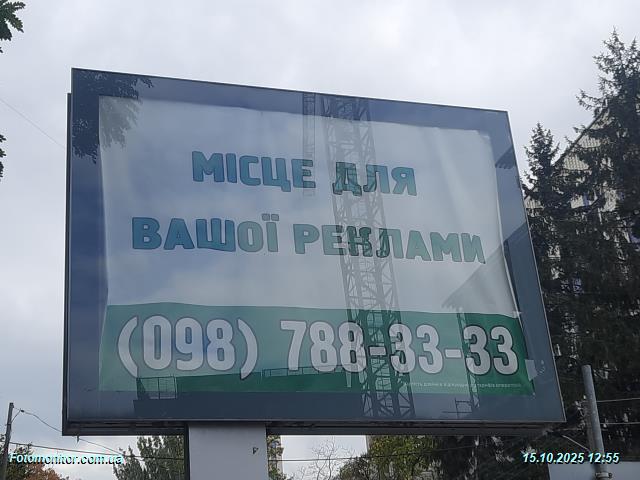 МІСЦЕ ДЛЯ
ВАШОЇ РЕКЛАМИ
(098) 788-33-33
Fotomonitor.com.ua
15.10.2025 12:55